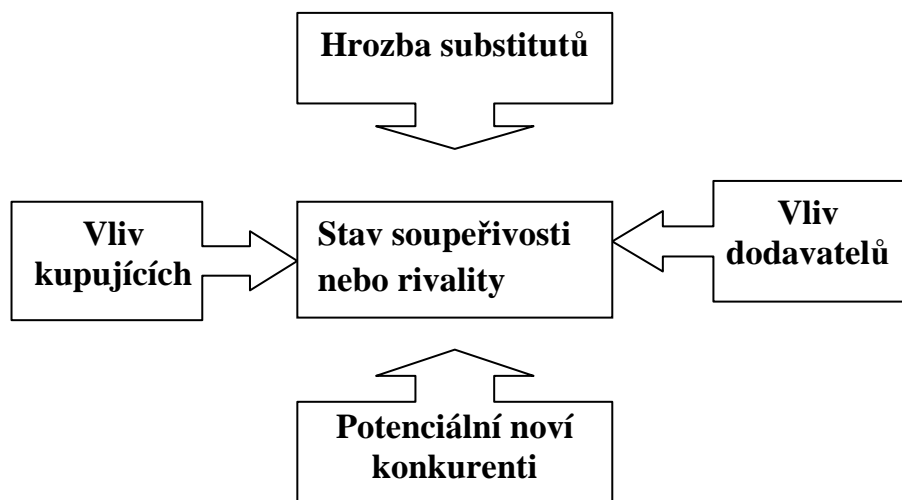 Hrozba substitutů
Vliv
kupujících
Stav soupeřivosti
nebo rivality
Vliv
dodavatelů
Potenciální noví
konkurenti